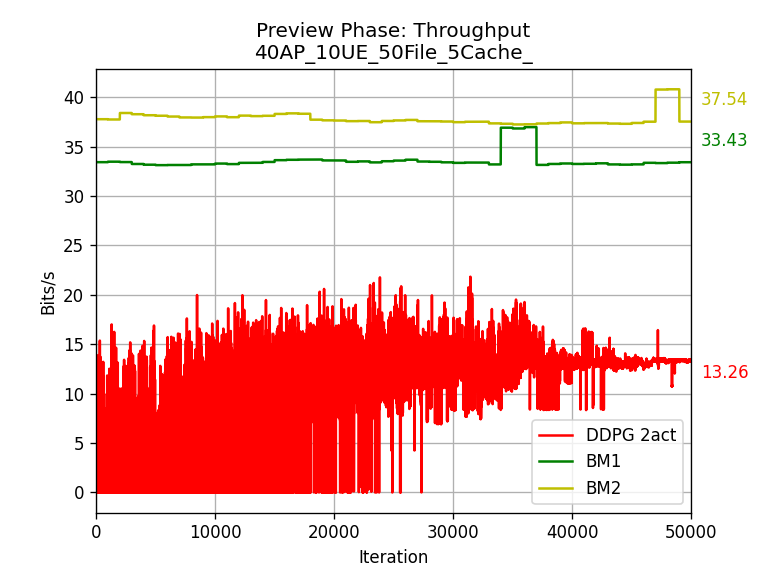 Preview Phase: Throughput
40AP_10UE_50File_5Cache_
Bits/s
40
35
30
25
20
15
10
5
0
37.54
33.43
13.26
DDPG 2act
BM1
BM2
0 10000 20000 30000 40000 50000
Iteration